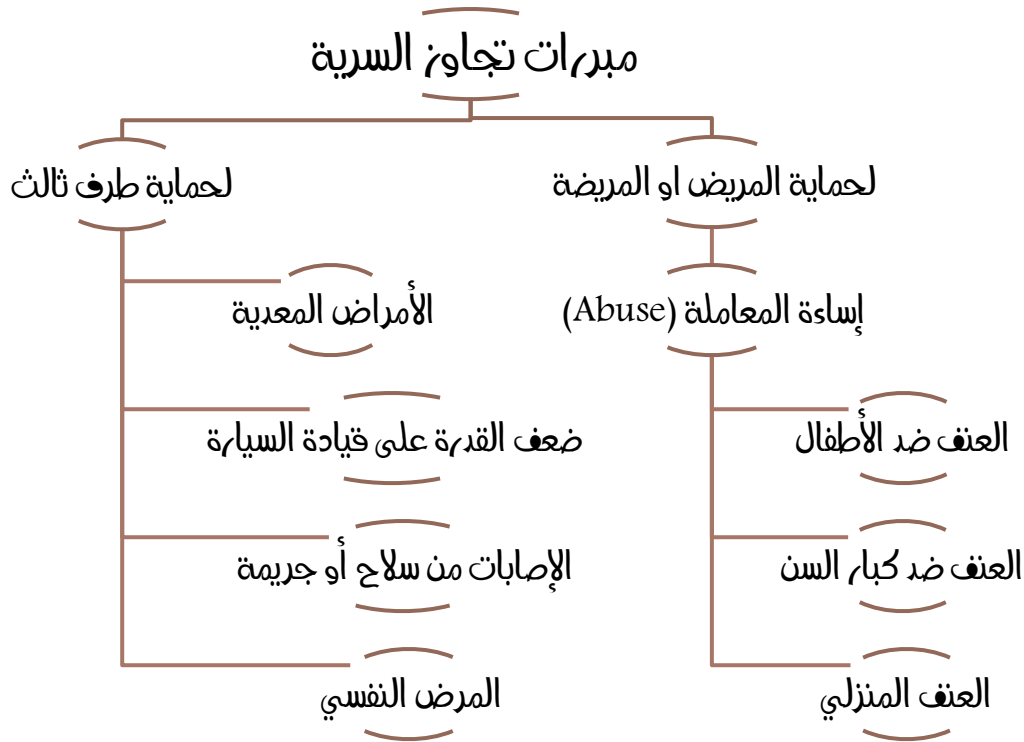 مبررات تجاوز السرية
لحماية المريض او المريضة
إساءة المعاملة (Abuse)
العنف ضد الأطفال
العنف ضد كبار السن
العنف المنزلي
لحماية طرف ثالث
الأمراض المعدية
ضعف القدرة على قيادة السيارة
الإصابات من سلاح أو جريمة
المرض النفسي